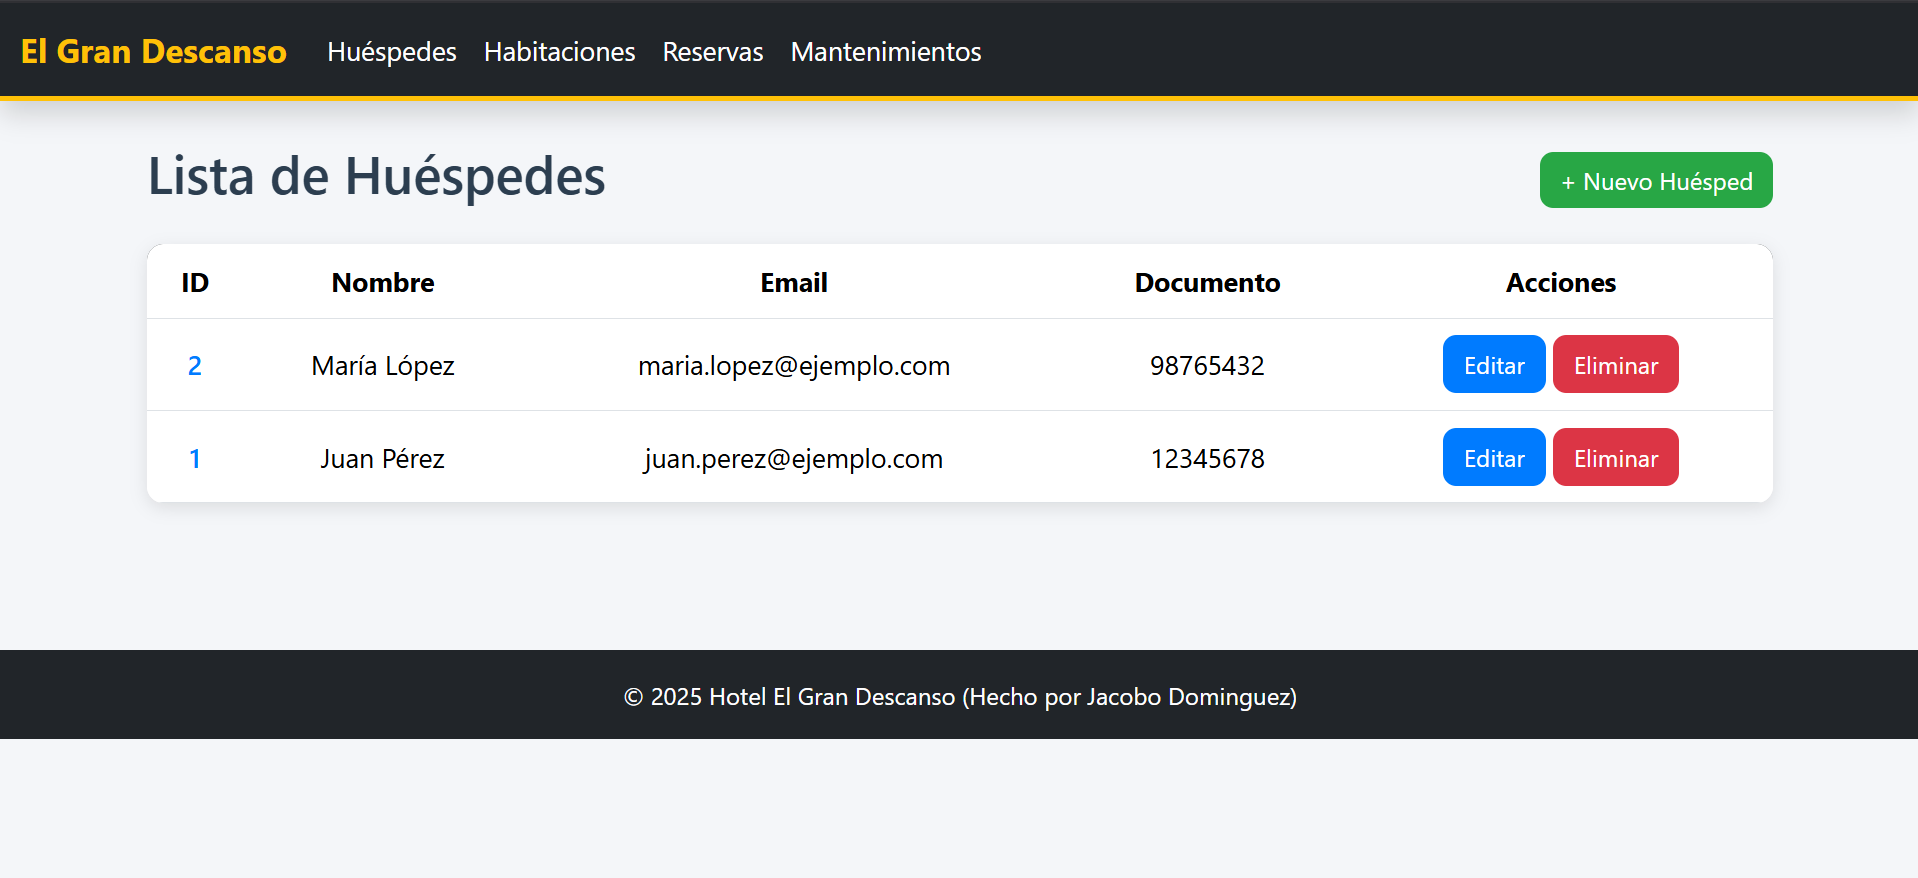 El Gran Descanso Huéspedes Habitaciones Reservas Mantenimientos
Lista de Huéspedes + Nuevo Huésped
ID Nombre Email Documento Acciones
2 María López maria.lopez@ejemplo.com 98765432 Editar Eliminar
1 Juan Pérez juan.perez@ejemplo.com 12345678 Editar Eliminar
© 2025 Hotel El Gran Descanso (Hecho por Jacobo Dominguez)